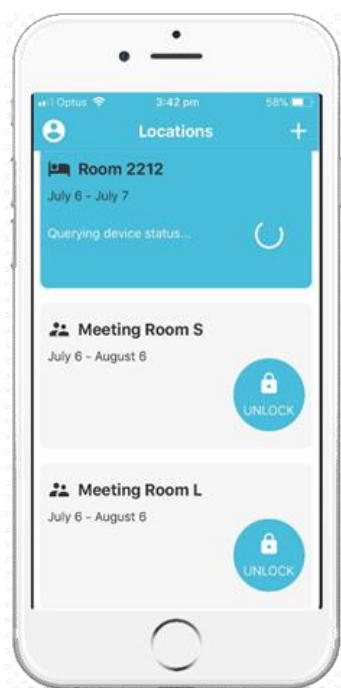 Optus 3:42 pm 58%
Locations
Room 2212
July 6 - July 7
Querying device status...
Meeting Room S
July 6 - August 6
UNLOCK
Meeting Room L
July 6 - August 6
UNLOCK